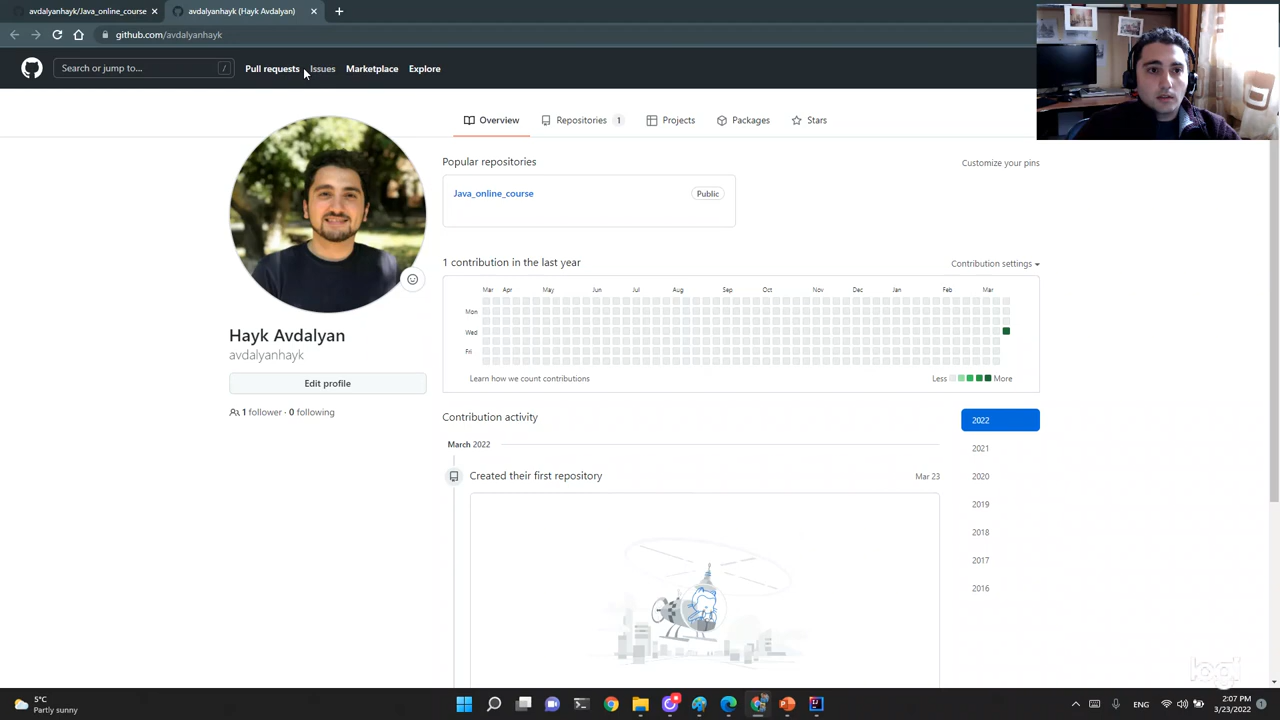 avdalyanhayk/Java_online_course
avdalyanhayk (Hayk Avdalyan)
github.com/avdalyanhayk
Search or jump to...
/
Pull requests
Issues
Marketplace
Explore
Overview
Repositories 1
Projects
Packages
Stars
Popular repositories
Customize your pins
Java_online_course
Public
1 contribution in the last year
Contribution settings
Mar Apr May Jun Jul Aug Sep Oct Nov Dec Jan Feb Mar
Mon
Wed
Fri
Learn how we count contributions
Less
More
Hayk Avdalyan
avdalyanhayk
Edit profile
1 follower · 0 following
Contribution activity
2022
2021
2020
2019
2018
2017
2016
March 2022
Created their first repository
Mar 23
logi
5°C
Partly sunny
ENG
2:07 PM
3/23/2022
1